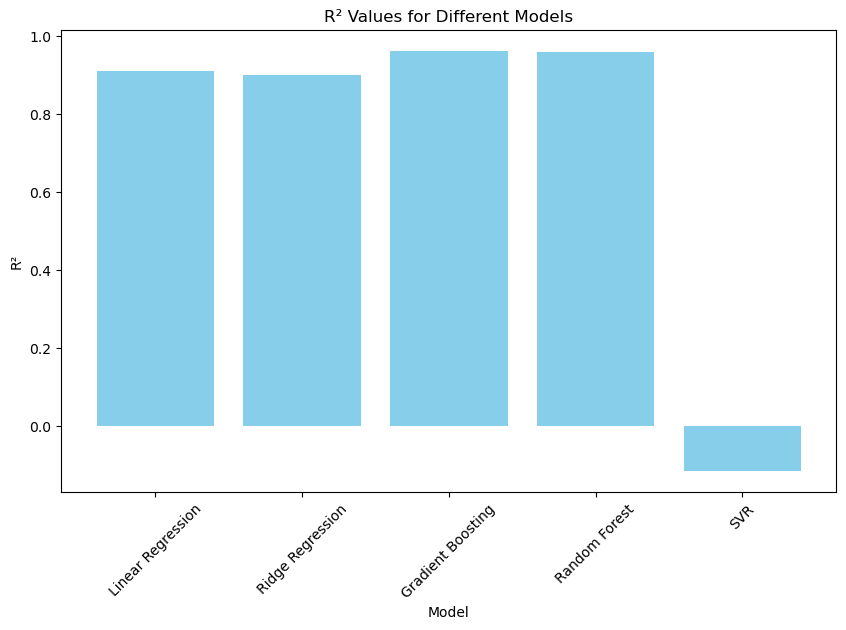 R² Values for Different Models
R²
1.0
0.8
0.6
0.4
0.2
0.0
Linear Regression
Ridge Regression
Gradient Boosting
Random Forest
SVR
Model